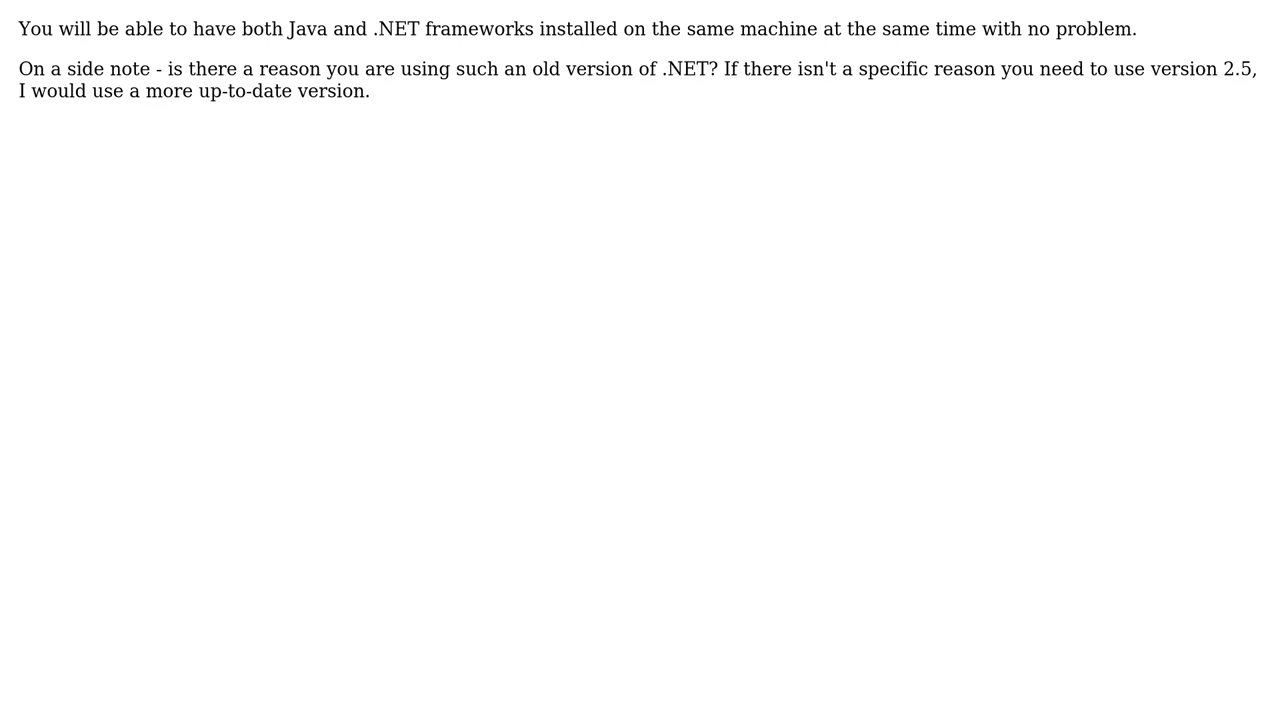 You will be able to have both Java and .NET frameworks installed on the same machine at the same time with no problem.
On a side note - is there a reason you are using such an old version of .NET? If there isn't a specific reason you need to use version 2.5,
I would use a more up-to-date version.